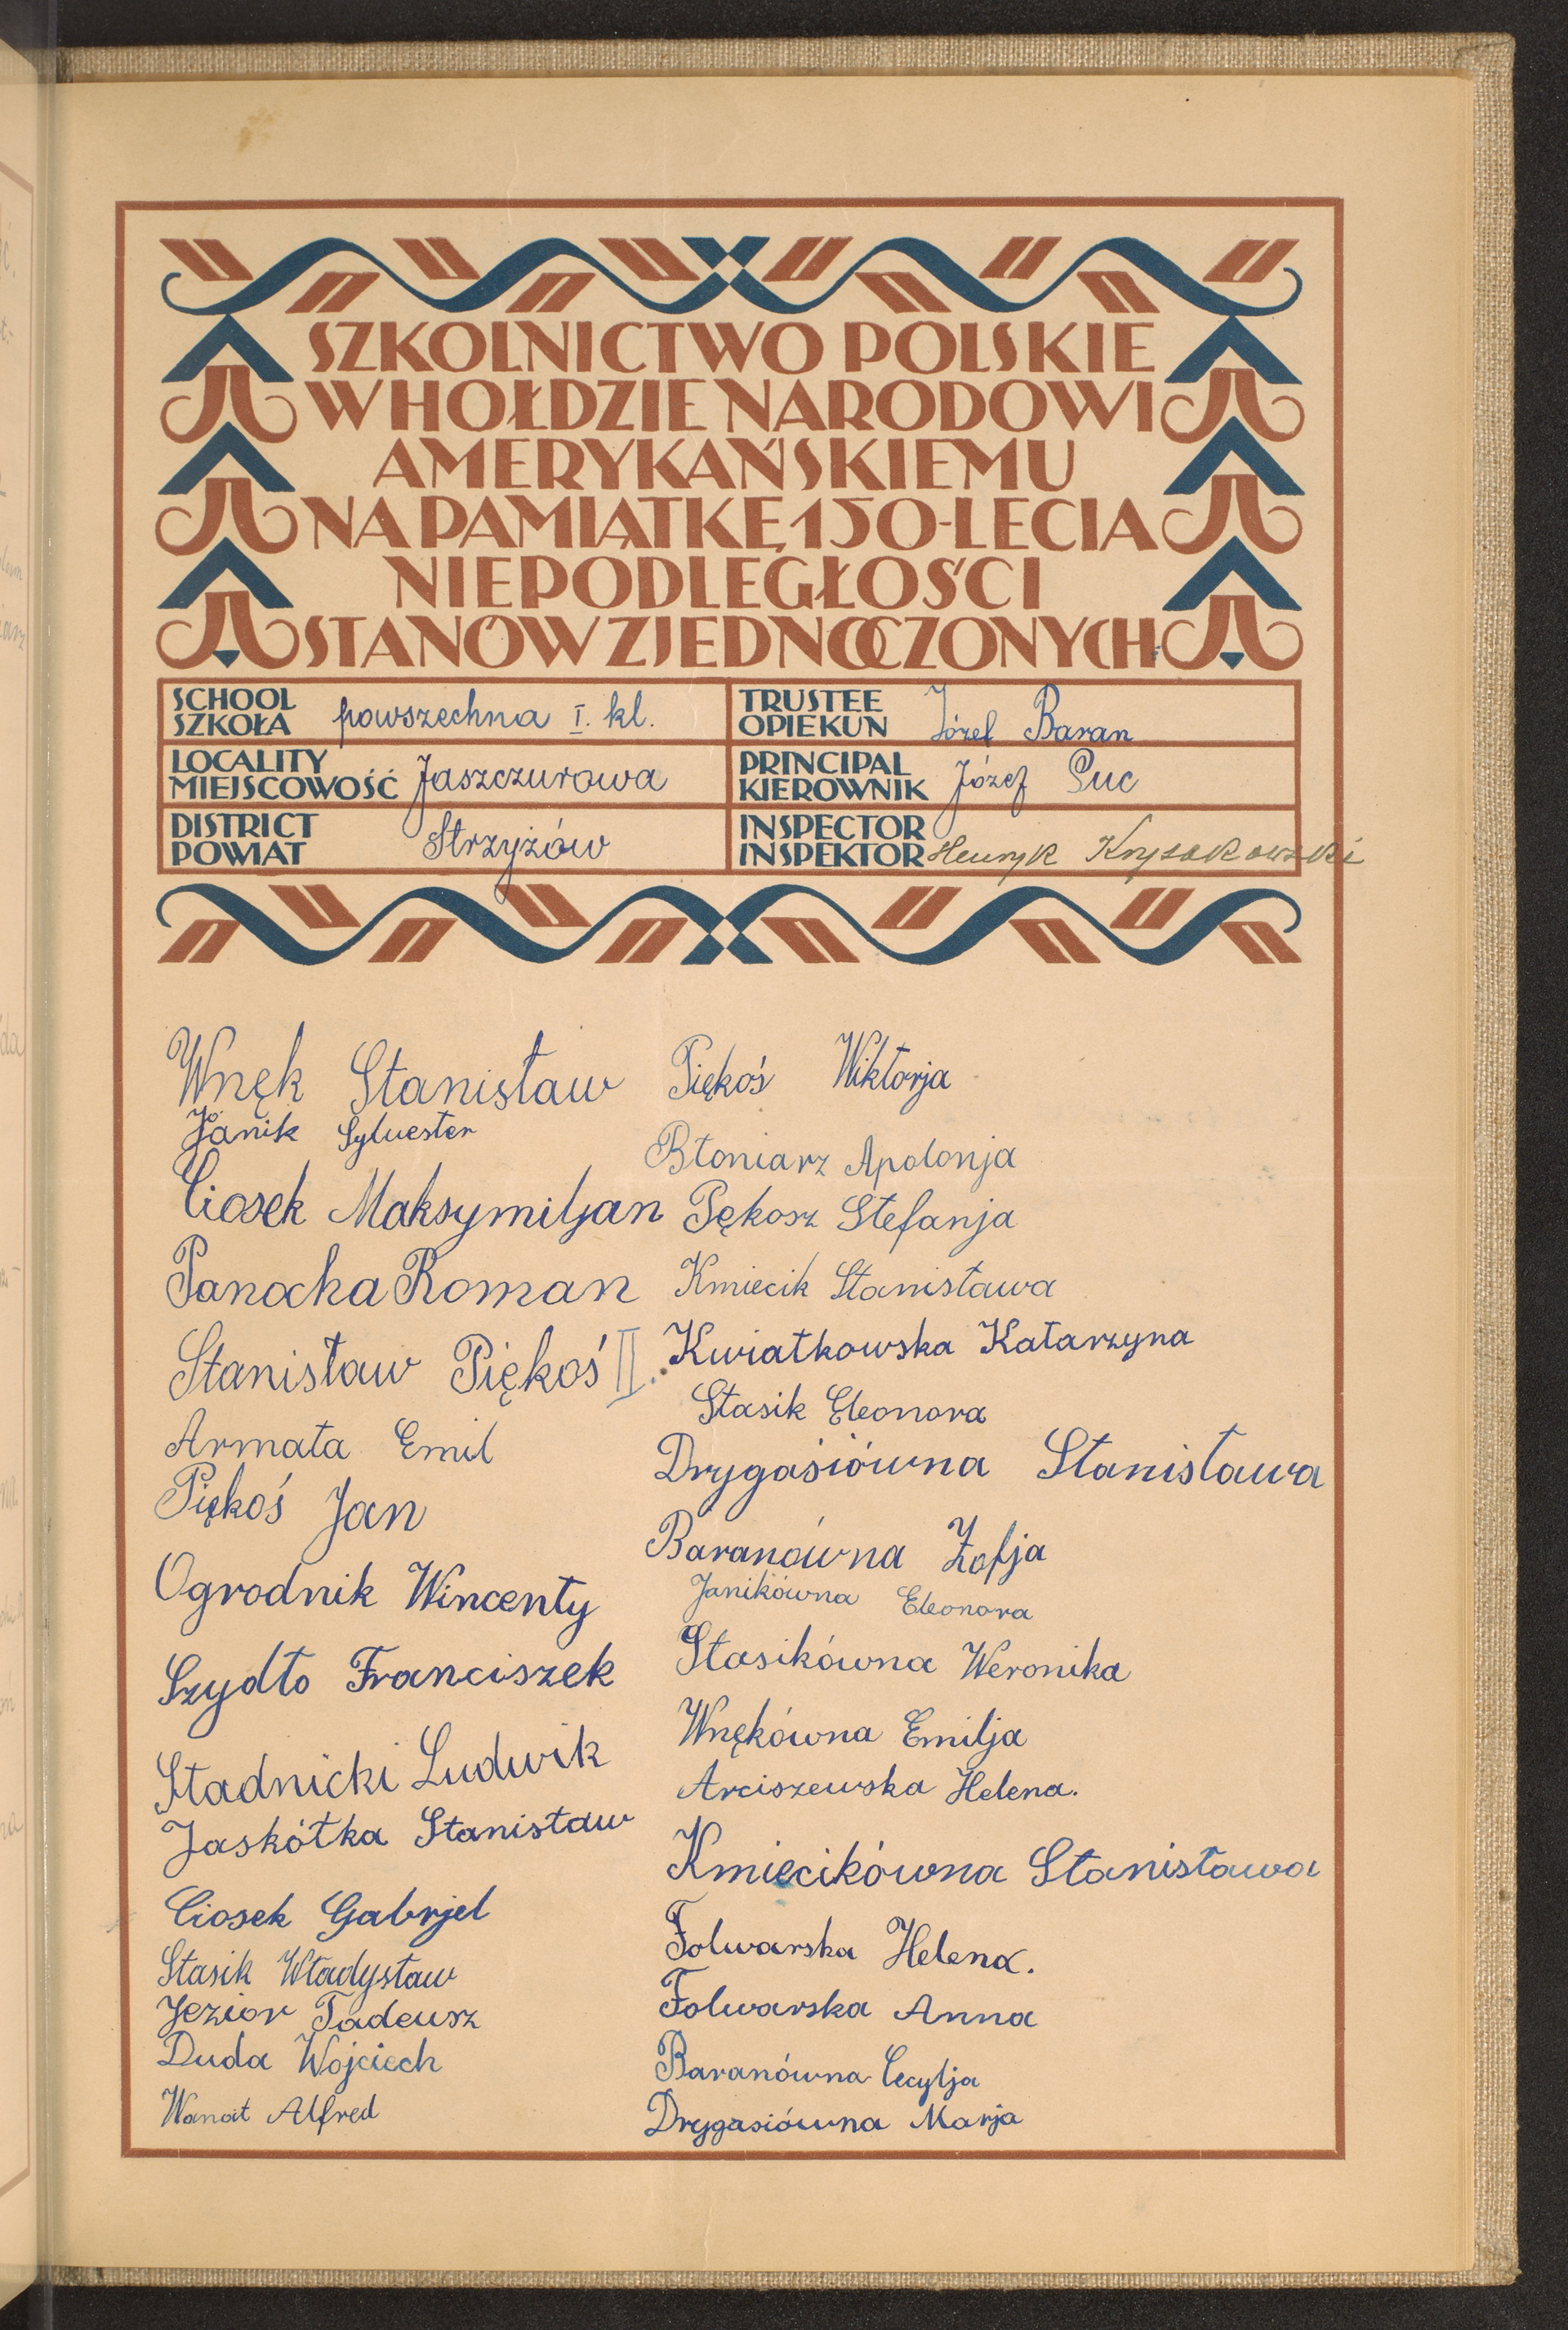 SZKOLNICTWO POLSKIE
W HOŁDZIE NARODOWI
AMERYKAŃSKIEMU
NA PAMIĄTKĘ 150-LECIA
NIEPODLEGŁOŚCI
STANÓW ZJEDNOCZONYCH
SCHOOL
SZKOŁA powszechna I. kl.
TRUSTEE
OPIEKUN Józef Baran
LOCALITY
MIEJSCOWOŚĆ Jaszczurowa
PRINCIPAL
KIEROWNIK Józef Puc
DISTRICT
POWIAT Strzyżów
INSPECTOR
INSPEKTOR Henryk Krysakowski
Wnęk Stanisław
Janik Sylwester
Ciosek Maksymiljan
Panocha Roman
Stanisław Piękoś II.
Armata Emil
Piękoś Jan
Ogrodnik Wincenty
Szydło Franciszek
Stadnicki Ludwik
Jaskółka Stanisław
Ciosek Gabrjel
Stasik Władysław
Jezior Tadeusz
Duda Wojciech
Wanat Alfred
Piękoś Wiktorja
Błoniarz Apolonja
Pękosz Stefanja
Kmiecik Stanisława
Kwiatkowska Katarzyna
Stasik Eleonora
Drygasiówna Stanisława
Baranówna Zofja
Janikówna Eleonora
Stasikówna Weronika
Wnękówna Emilja
Arciszewska Helena.
Kmiecikówna Stanisława
Folwarska Helena.
Folwarska Anna
Baranówna Cecylja
Drygasiówna Marja